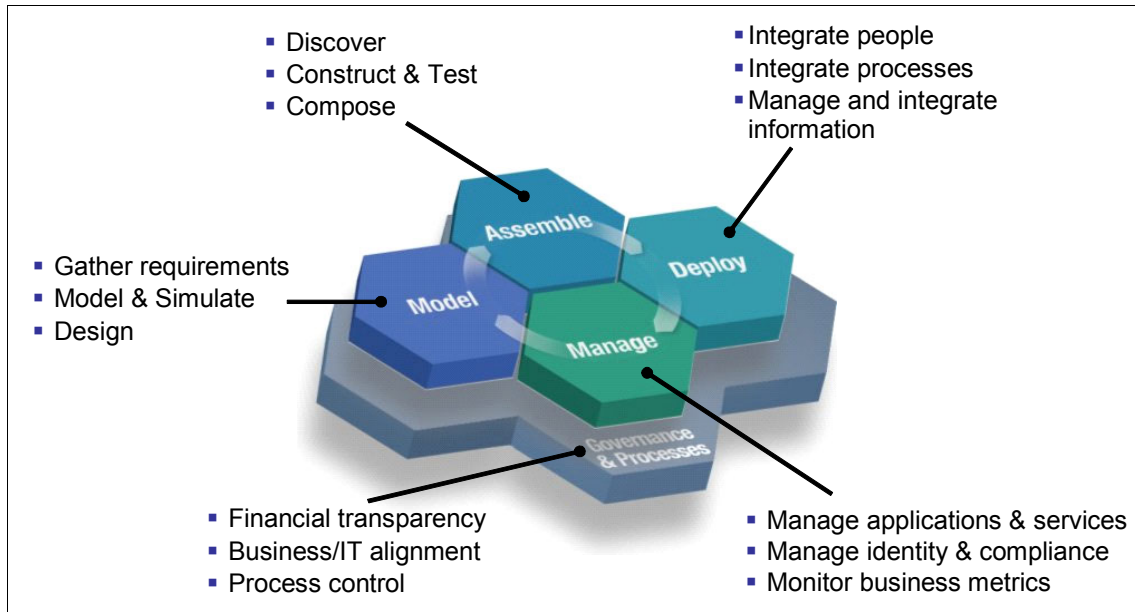 Discover
Construct & Test
Compose
Integrate people
Integrate processes
Manage and integrate
information
Assemble
Deploy
Gather requirements
Model & Simulate
Design
Model
Manage
Governance
& Processes
Financial transparency
Business/IT alignment
Process control
Manage applications & services
Manage identity & compliance
Monitor business metrics